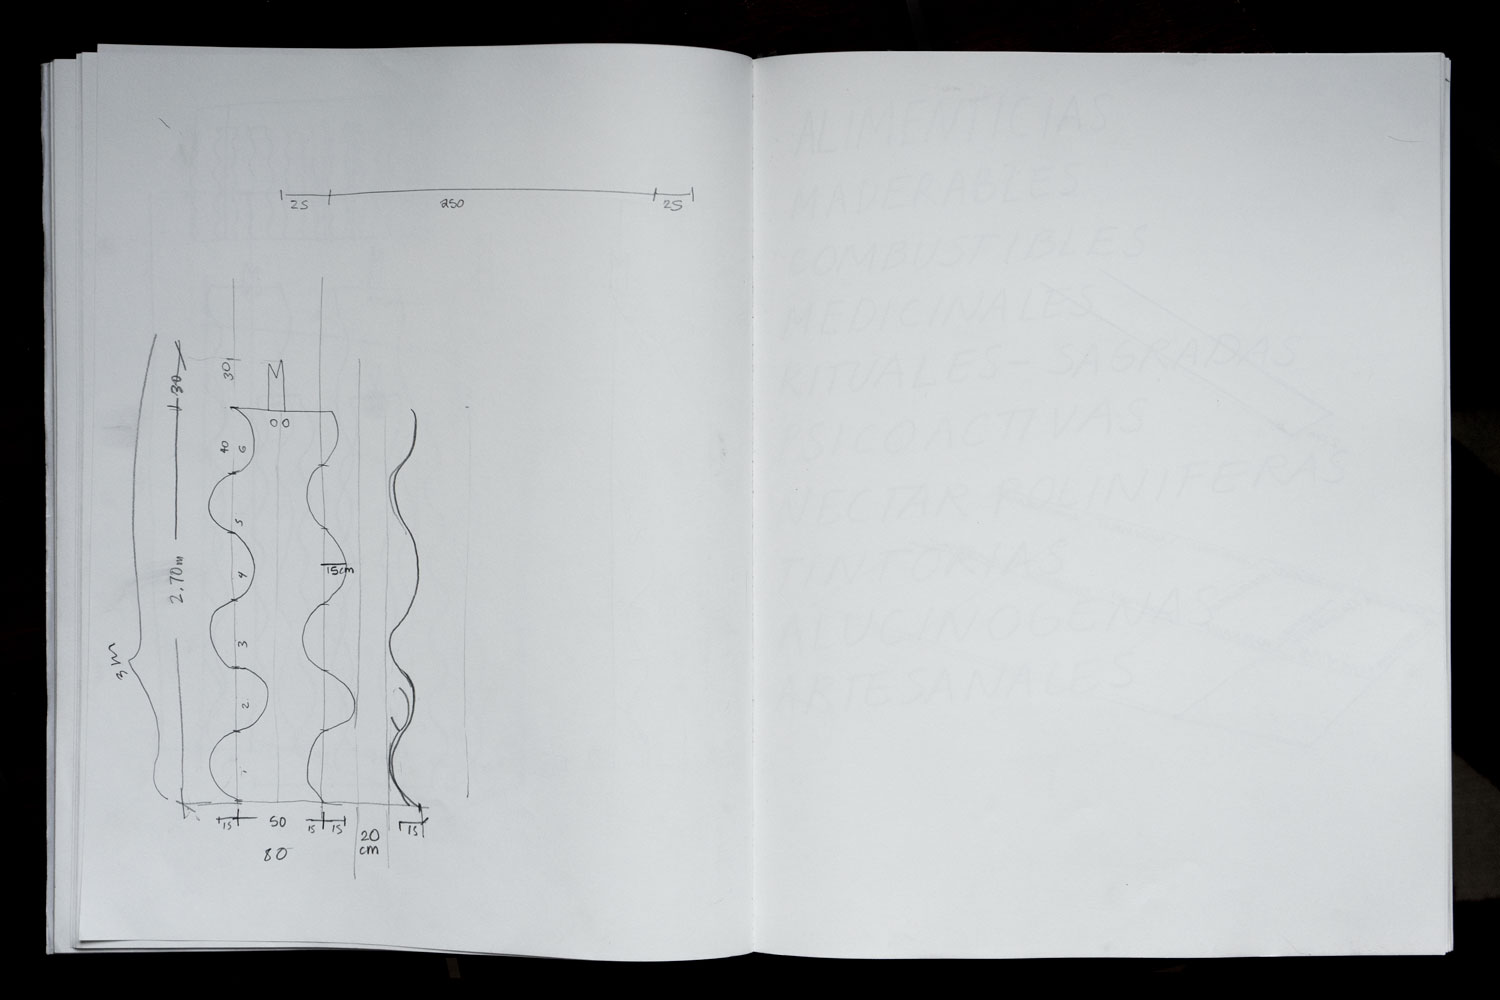 25 250 25
30
30
00
40
6
5
4
15cm
2.70m
3
3m
2
1
15 50 15 15 20 15
80 cm
ALIMENTICIAS
MADERABLES
COMBUSTIBLES
MEDICINALES
RITUALES - SAGRADAS
PSICOACTIVAS
NECTAR POLINIFERAS
TINTORIAS
ALUCINOGENAS
ARTESANALES